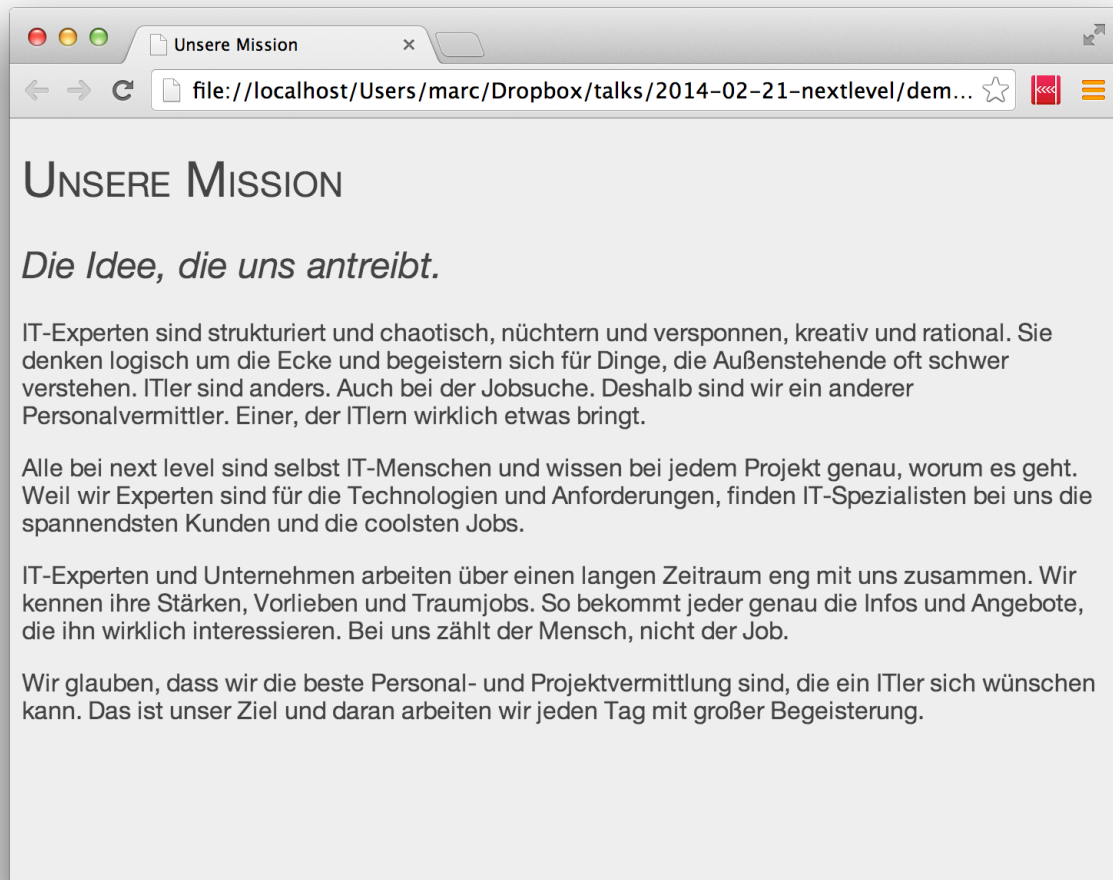 Unsere Mission
file://localhost/Users/marc/Dropbox/talks/2014-02-21-nextlevel/dem...
Unsere Mission
Die Idee, die uns antreibt.
IT-Experten sind strukturiert und chaotisch, nüchtern und versponnen, kreativ und rational. Sie
denken logisch um die Ecke und begeistern sich für Dinge, die Außenstehende oft schwer
verstehen. ITler sind anders. Auch bei der Jobsuche. Deshalb sind wir ein anderer
Personalvermittler. Einer, der ITlern wirklich etwas bringt.
Alle bei next level sind selbst IT-Menschen und wissen bei jedem Projekt genau, worum es geht.
Weil wir Experten sind für die Technologien und Anforderungen, finden IT-Spezialisten bei uns die
spannendsten Kunden und die coolsten Jobs.
IT-Experten und Unternehmen arbeiten über einen langen Zeitraum eng mit uns zusammen. Wir
kennen ihre Stärken, Vorlieben und Traumjobs. So bekommt jeder genau die Infos und Angebote,
die ihn wirklich interessieren. Bei uns zählt der Mensch, nicht der Job.
Wir glauben, dass wir die beste Personal- und Projektvermittlung sind, die ein ITler sich wünschen
kann. Das ist unser Ziel und daran arbeiten wir jeden Tag mit großer Begeisterung.